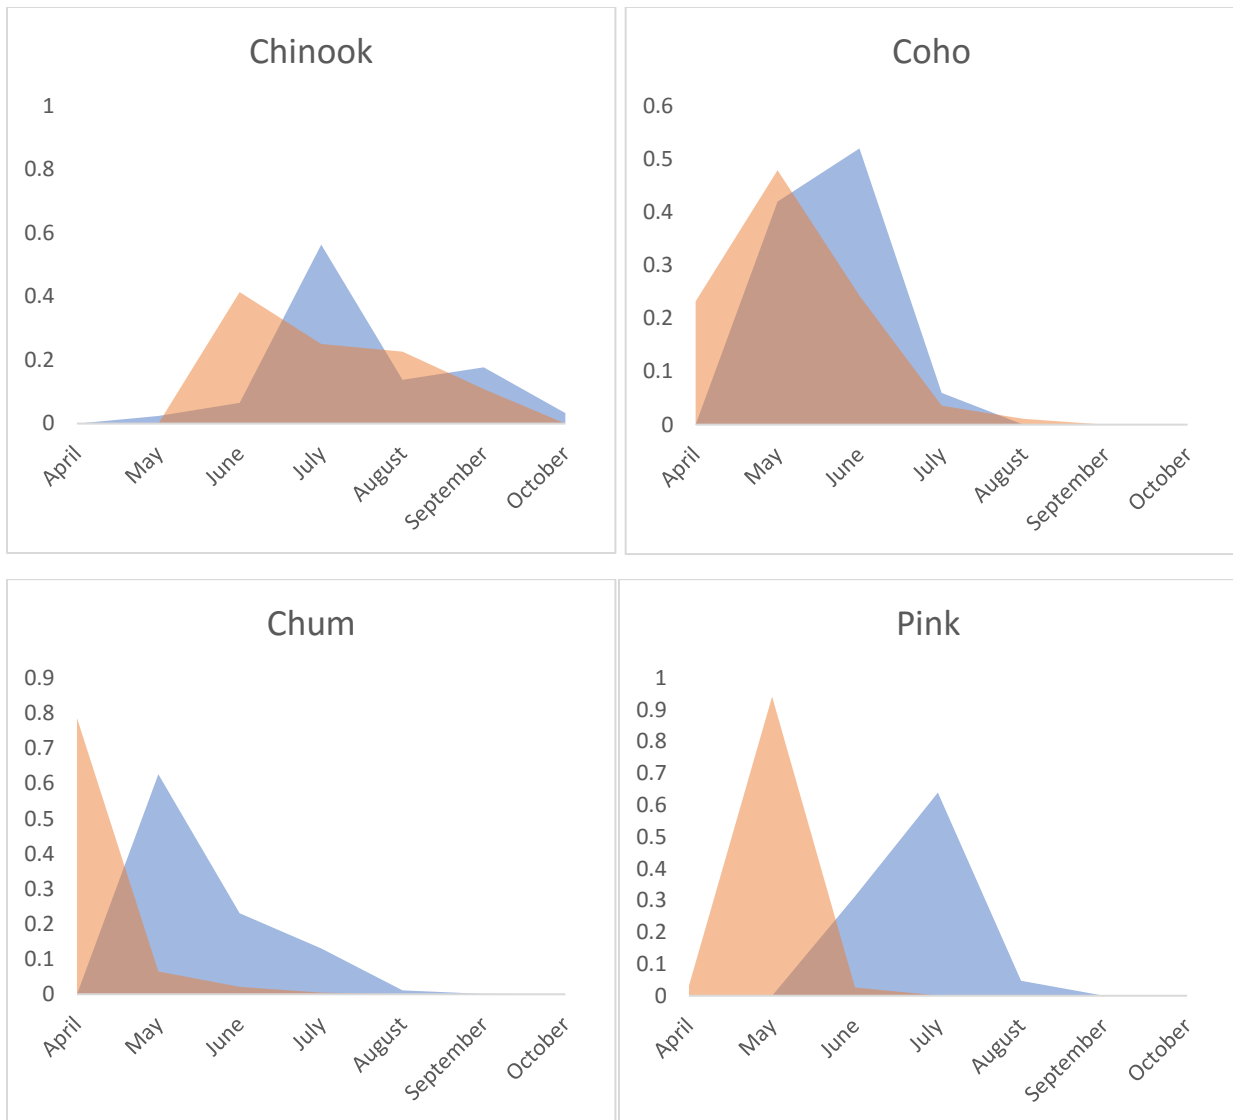 Chinook
1
0.8
0.6
0.4
0.2
0
April
May
June
July
August
September
October
Coho
0.6
0.5
0.4
0.3
0.2
0.1
0
April
May
June
July
August
September
October
Chum
0.9
0.8
0.7
0.6
0.5
0.4
0.3
0.2
0.1
0
April
May
June
July
August
September
October
Pink
1
0.9
0.8
0.7
0.6
0.5
0.4
0.3
0.2
0.1
0
April
May
June
July
August
September
October